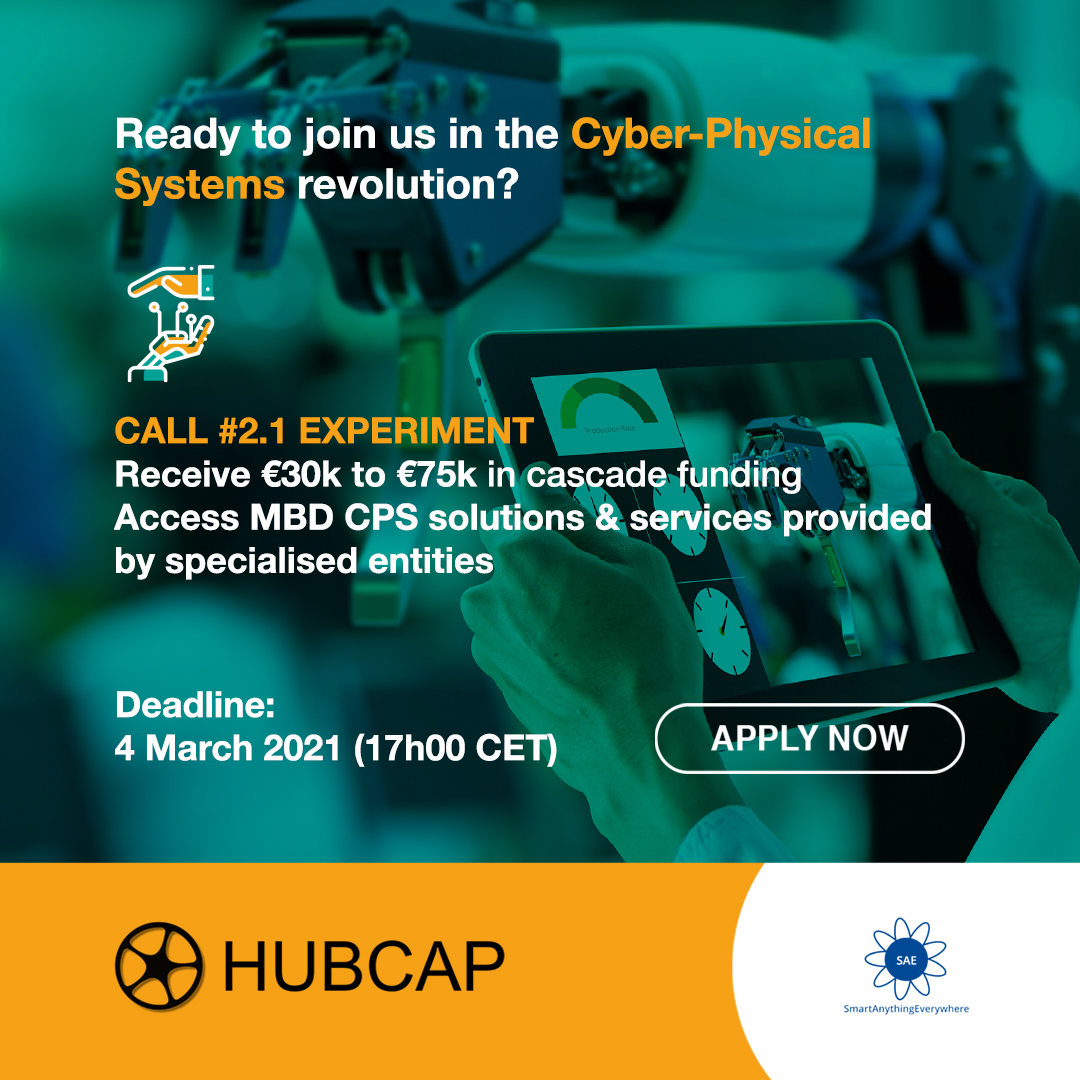 Ready to join us in the Cyber-Physical
Systems revolution?
CALL #2.1 EXPERIMENT
Receive €30k to €75k in cascade funding
Access MBD CPS solutions & services provided
by specialised entities
Production Rate
Deadline:
4 March 2021 (17h00 CET)
APPLY NOW
HUBCAP
SAE
SmartAnythingEverywhere